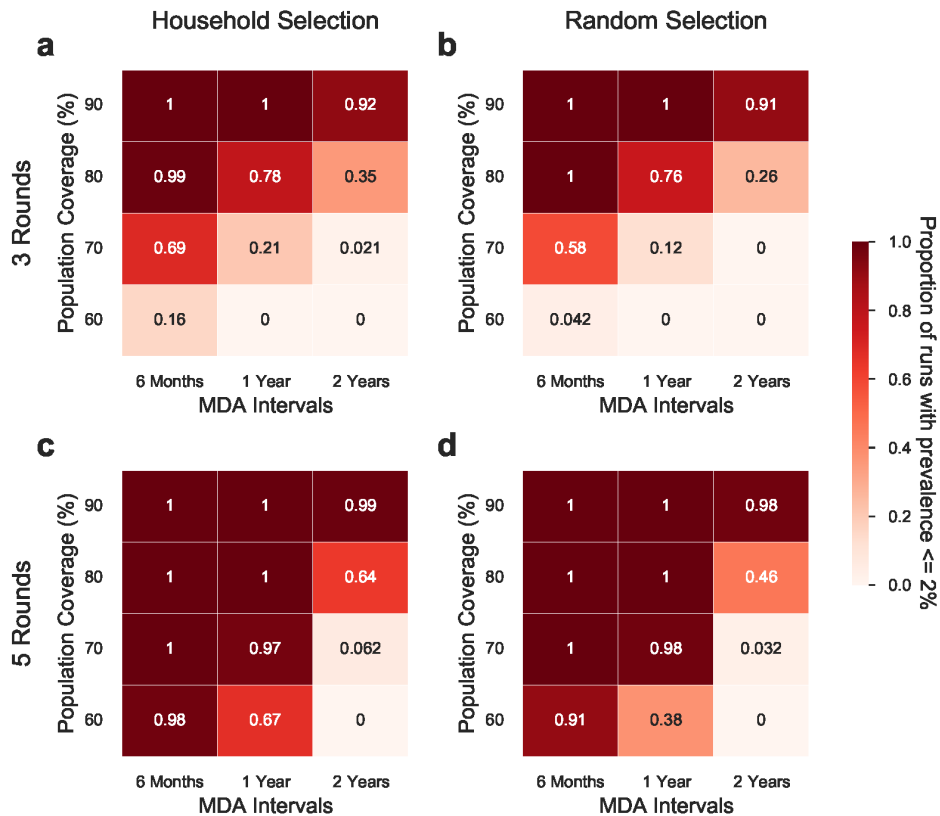 Household Selection
Random Selection
a
b
3 Rounds
Population Coverage (%)
90
1
1
0.92
80
0.99
0.78
0.35
70
0.69
0.21
0.021
60
0.16
0
0
6 Months
1 Year
2 Years
MDA Intervals
Population Coverage (%)
90
1
1
0.91
80
1
0.76
0.26
70
0.58
0.12
0
60
0.042
0
0
6 Months
1 Year
2 Years
MDA Intervals
c
d
5 Rounds
Population Coverage (%)
90
1
1
0.99
80
1
1
0.64
70
1
0.97
0.062
60
0.98
0.67
0
6 Months
1 Year
2 Years
MDA Intervals
Population Coverage (%)
90
1
1
0.98
80
1
1
0.46
70
1
0.98
0.032
60
0.91
0.38
0
6 Months
1 Year
2 Years
MDA Intervals
1.0
0.8
0.6
0.4
0.2
0.0
Proportion of runs with prevalence <= 2%